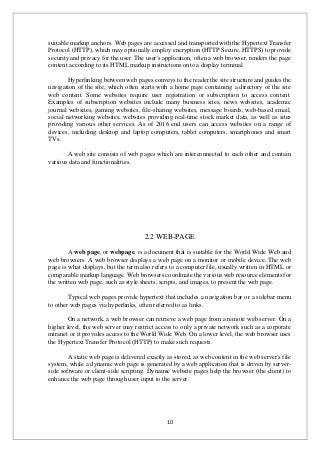 suitable markup anchors. Web pages are accessed and transported with the Hypertext Transfer
Protocol (HTTP), which may optionally employ encryption (HTTP Secure, HTTPS) to provide
security and privacy for the user. The user's application, often a web browser, renders the page
content according to its HTML markup instructions onto a display terminal.
Hyperlinking between web pages conveys to the reader the site structure and guides the
navigation of the site, which often starts with a home page containing a directory of the site
web content. Some websites require user registration or subscription to access content.
Examples of subscription websites include many business sites, news websites, academic
journal websites, gaming websites, file-sharing websites, message boards, web-based email,
social networking websites, websites providing real-time stock market data, as well as sites
providing various other services. As of 2016 end users can access websites on a range of
devices, including desktop and laptop computers, tablet computers, smartphones and smart
TVs.
A web site consists of web pages which are interconnected to each other and contain
various data and functionalities.
2.2 WEB-PAGE
A web page, or webpage, is a document that is suitable for the World Wide Web and
web browsers. A web browser displays a web page on a monitor or mobile device. The web
page is what displays, but the term also refers to a computer file, usually written in HTML or
comparable markup language. Web browsers coordinate the various web resource elements for
the written web page, such as style sheets, scripts, and images, to present the web page.
Typical web pages provide hypertext that includes a navigation bar or a sidebar menu
to other web pages via hyperlinks, often referred to as links.
On a network, a web browser can retrieve a web page from a remote web server. On a
higher level, the web server may restrict access to only a private network such as a corporate
intranet or it provides access to the World Wide Web. On a lower level, the web browser uses
the Hypertext Transfer Protocol (HTTP) to make such requests.
A static web page is delivered exactly as stored, as web content in the web server's file
system, while a dynamic web page is generated by a web application that is driven by server-
side software or client-side scripting. Dynamic website pages help the browser (the client) to
enhance the web page through user input to the server.
10